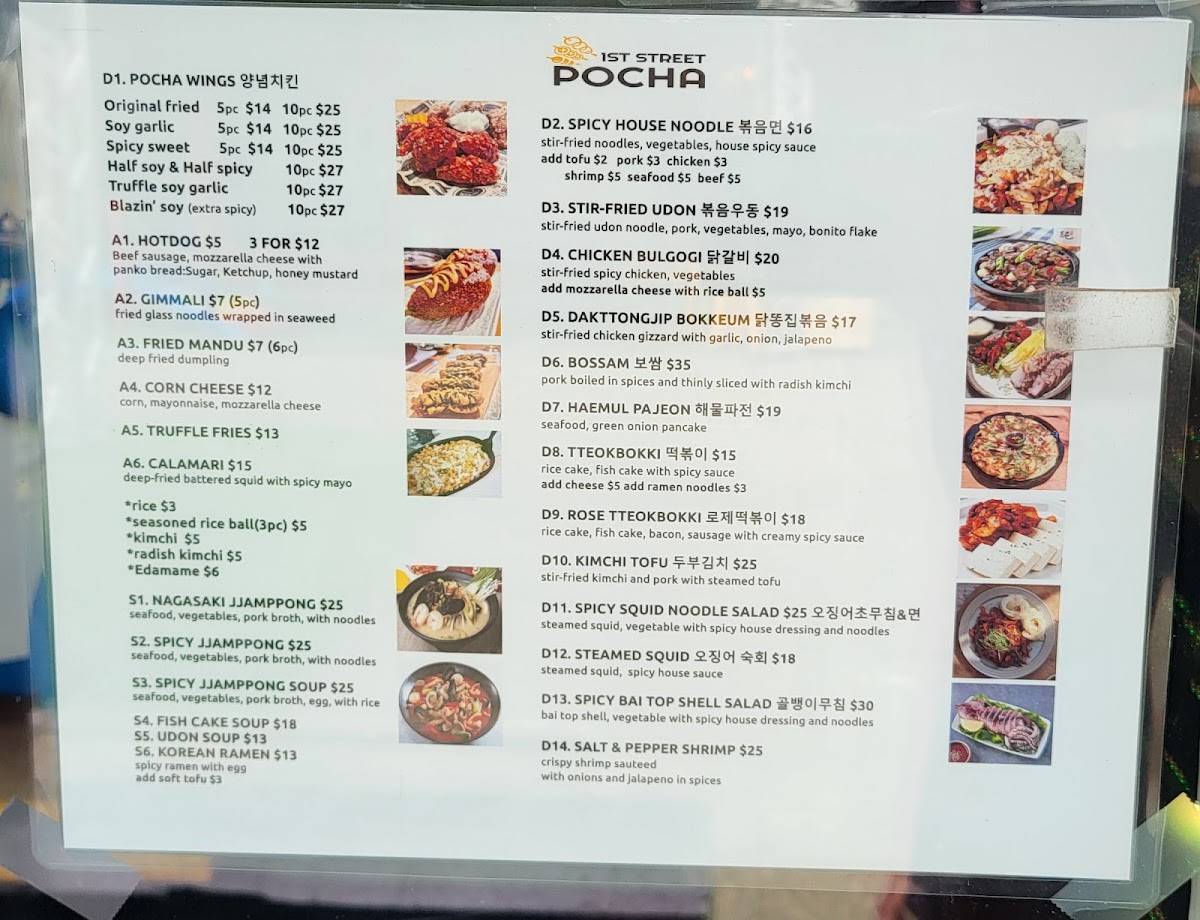 1ST STREET
POCHA
D1. POCHA WINGS 양념치킨
Original fried 5pc $14 10pc $25
Soy garlic 5pc $14 10pc $25
Spicy sweet 5pc $14 10pc $25
Half soy & Half spicy 10pc $27
Truffle soy garlic 10pc $27
Blazin' soy (extra spicy) 10pc $27
A1. HOTDOG $5 3 FOR $12
Beef sausage, mozzarella cheese with
panko bread:Sugar, Ketchup, honey mustard
A2. GIMMALI $7 (5pc)
fried glass noodles wrapped in seaweed
A3. FRIED MANDU $7 (6pc)
deep fried dumpling
A4. CORN CHEESE $12
corn, mayonnaise, mozzarella cheese
A5. TRUFFLE FRIES $13
A6. CALAMARI $15
deep-fried battered squid with spicy mayo
*rice $3
*seasoned rice ball(3pc) $5
*kimchi $5
*radish kimchi $5
*Edamame $6
S1. NAGASAKI JJAMPPONG $25
seafood, vegetables, pork broth, with noodles
S2. SPICY JJAMPPONG $25
seafood, vegetables, pork broth, with noodles
S3. SPICY JJAMPPONG SOUP $25
seafood, vegetables, pork broth, egg, with rice
S4. FISH CAKE SOUP $18
S5. UDON SOUP $13
S6. KOREAN RAMEN $13
spicy ramen with egg
add soft tofu $3
D2. SPICY HOUSE NOODLE 볶음면 $16
stir-fried noodles, vegetables, house spicy sauce
add tofu $2 pork $3 chicken $3
shrimp $5 seafood $5 beef $5
D3. STIR-FRIED UDON 볶음우동 $19
stir-fried udon noodle, pork, vegetables, mayo, bonito flake
D4. CHICKEN BULGOGI 닭갈비 $20
stir-fried spicy chicken, vegetables
add mozzarella cheese with rice ball $5
D5. DAKTTONGJIP BOKKEUM 닭똥집볶음 $17
stir-fried chicken gizzard with garlic, onion, jalapeno
D6. BOSSAM 보쌈 $35
pork boiled in spices and thinly sliced with radish kimchi
D7. HAEMUL PAJEON 해물파전 $19
seafood, green onion pancake
D8. TTEOKBOKKI 떡볶이 $15
rice cake, fish cake with spicy sauce
add cheese $5 add ramen noodles $3
D9. ROSE TTEOKBOKKI 로제떡볶이 $18
rice cake, fish cake, bacon, sausage with creamy spicy sauce
D10. KIMCHI TOFU 두부김치 $25
stir-fried kimchi and pork with steamed tofu
D11. SPICY SQUID NOODLE SALAD $25 오징어초무침&면
steamed squid, vegetable with spicy house dressing and noodles
D12. STEAMED SQUID 오징어 숙회 $18
steamed squid, spicy house sauce
D13. SPICY BAI TOP SHELL SALAD 골뱅이무침 $30
bai top shell, vegetable with spicy house dressing and noodles
D14. SALT & PEPPER SHRIMP $25
crispy shrimp sauteed
with onions and jalapeno in spices